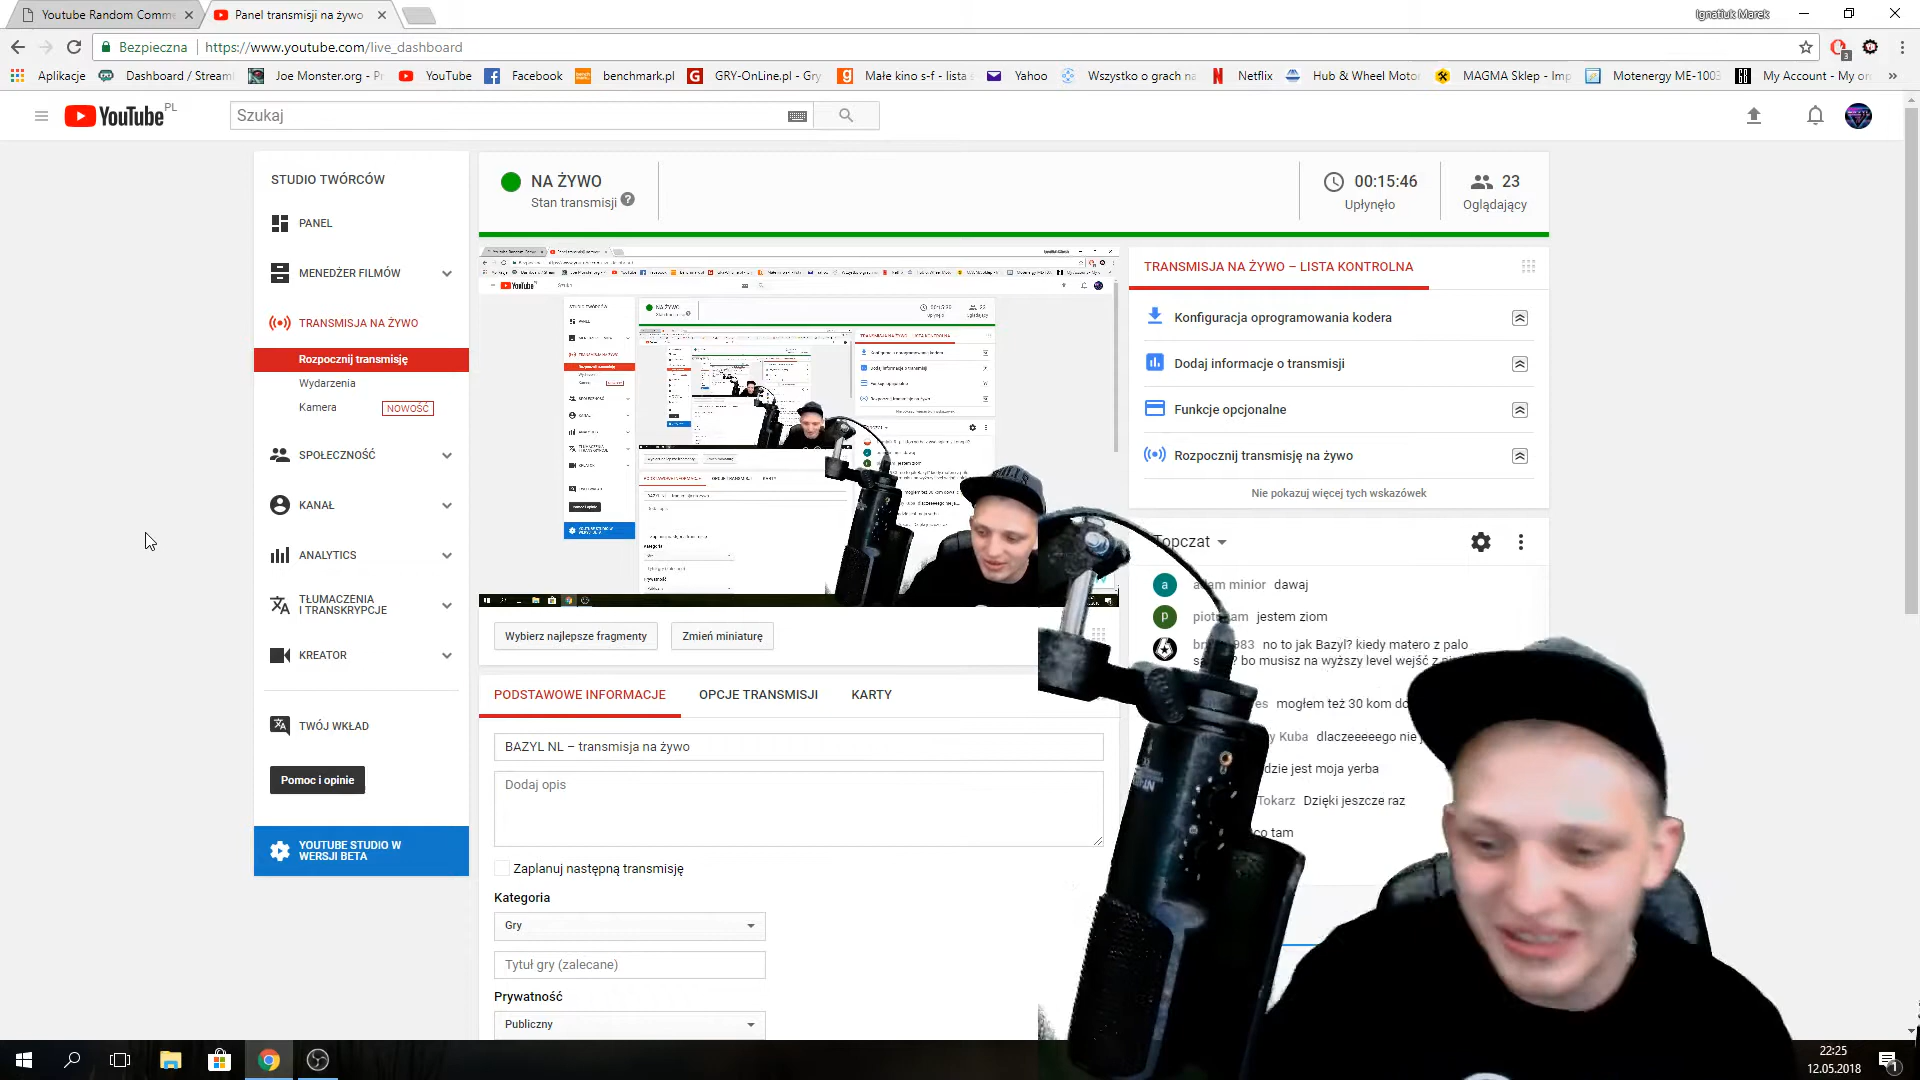 Youtube Random Comme
Panel transmisji na żywo
Ignatiuk Marek
Bezpieczna
https://www.youtube.com/live_dashboard
3
Aplikacje
Dashboard / Streaml
Joe Monster.org - Pr
YouTube
Facebook
benchmark.pl
GRY-OnLine.pl - Gry
Małe kino s-f - lista s
Yahoo
Wszystko o grach na
Netflix
Hub & Wheel Motor
MAGMA Sklep - Imp
Motenergy ME-1003
My Account - My or
YouTube PL
Szukaj
STUDIO TWÓRCÓW
PANEL
MENEDŻER FILMÓW
TRANSMISJA NA ŻYWO
Rozpocznij transmisję
Wydarzenia
Kamera
NOWOŚĆ
SPOŁECZNOŚĆ
KANAŁ
ANALYTICS
TŁUMACZENIA
I TRANSKRYPCJE
KREATOR
TWÓJ WKŁAD
Pomoc i opinie
YOUTUBE STUDIO W
WERSJI BETA
NA ŻYWO
Stan transmisji
00:15:46
Upłynęło
23
Oglądający
Wybierz najlepsze fragmenty
Zmień miniaturę
PODSTAWOWE INFORMACJE
OPCJE TRANSMISJI
KARTY
BAZYL NL – transmisja na żywo
Dodaj opis
Zaplanuj następną transmisję
Kategoria
Gry
Tytuł gry (zalecane)
Prywatność
Publiczny
TRANSMISJA NA ŻYWO – LISTA KONTROLNA
Konfiguracja oprogramowania kodera
Dodaj informacje o transmisji
Funkcje opcjonalne
Rozpocznij transmisję na żywo
Nie pokazuj więcej tych wskazówek
Topczat
adam minior dawaj
jestem ziom
no to jak Bazyl? kiedy matero z palo
? bo musisz na wyższy level wejść z
mogłem też 30 kom do
Kuba dlaczeeeeego nie
jest moja yerba
Tokarz Dzięki jeszcze raz
co tam
22:25
12.05.2018
1